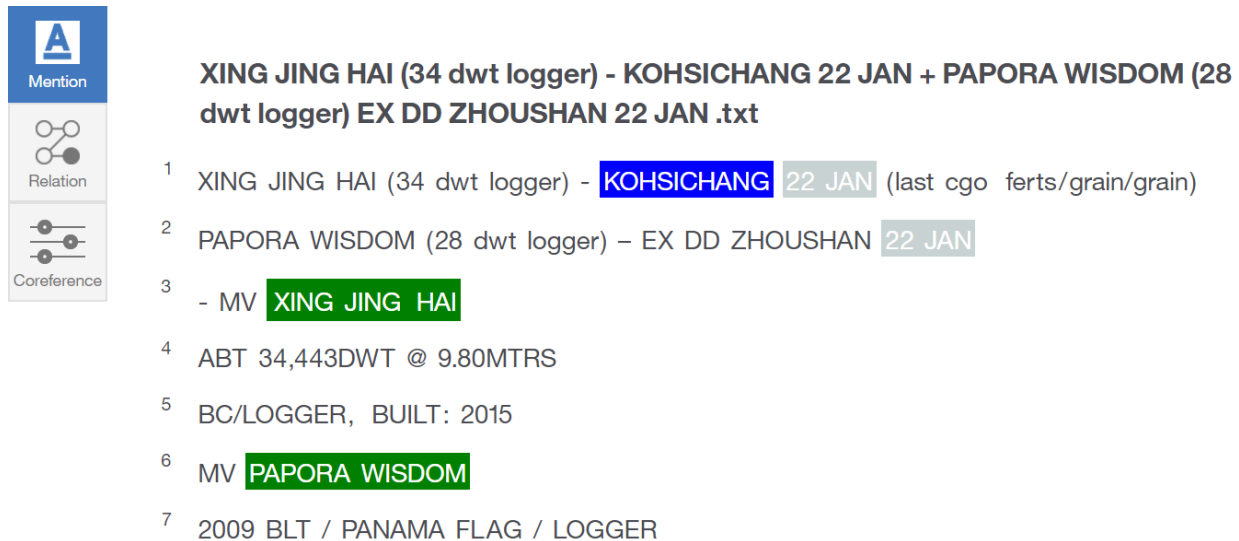 A
Mention
Relation
Coreference
XING JING HAI (34 dwt logger) - KOHSICHANG 22 JAN + PAPORA WISDOM (28
dwt logger) EX DD ZHOUSHAN 22 JAN .txt
1 XING JING HAI (34 dwt logger) - KOHSICHANG 22 JAN (last cgo ferts/grain/grain)
2 PAPORA WISDOM (28 dwt logger) – EX DD ZHOUSHAN 22 JAN
3 - MV XING JING HAI
4 ABT 34,443DWT @ 9.80MTRS
5 BC/LOGGER, BUILT: 2015
6 MV PAPORA WISDOM
7 2009 BLT / PANAMA FLAG / LOGGER